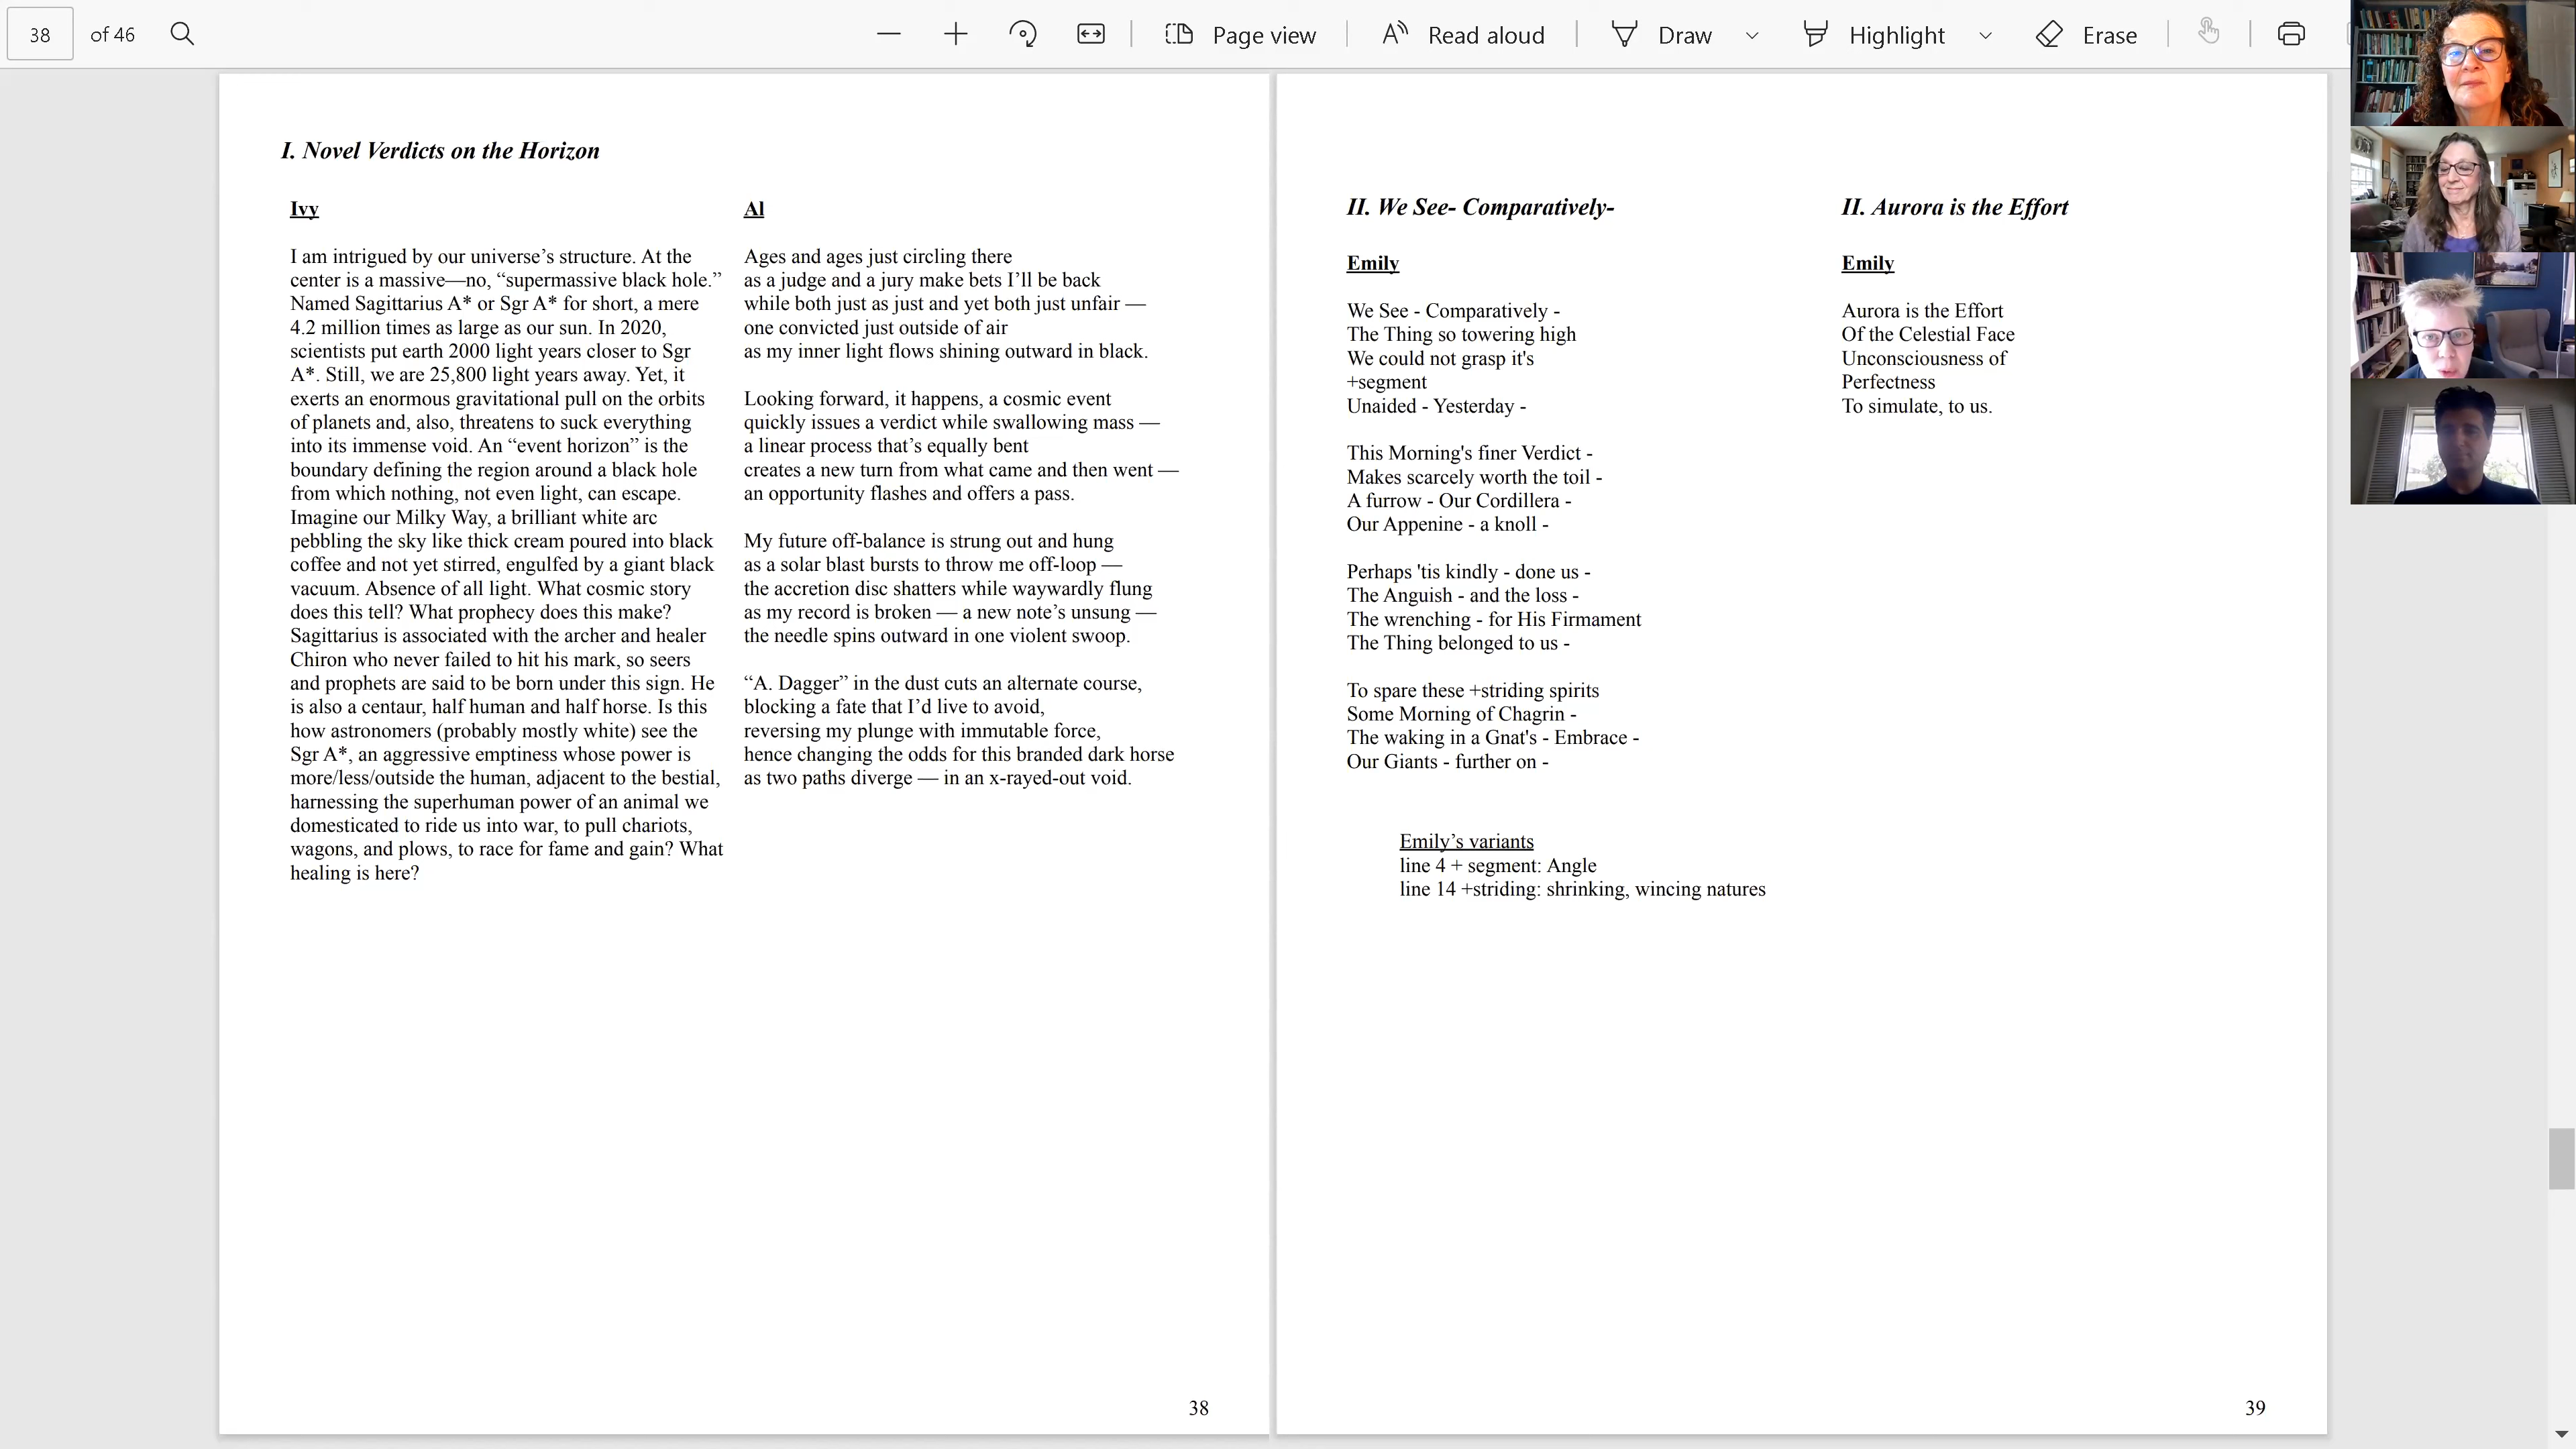 38 of 46 Page view Read aloud Draw Highlight Erase
I. Novel Verdicts on the Horizon
Ivy
I am intrigued by our universe’s structure. At the
center is a massive—no, “supermassive black hole.”
Named Sagittarius A* or Sgr A* for short, a mere
4.2 million times as large as our sun. In 2020,
scientists put earth 2000 light years closer to Sgr
A*. Still, we are 25,800 light years away. Yet, it
exerts an enormous gravitational pull on the orbits
of planets and, also, threatens to suck everything
into its immense void. An “event horizon” is the
boundary defining the region around a black hole
from which nothing, not even light, can escape.
Imagine our Milky Way, a brilliant white arc
pebbling the sky like thick cream poured into black
coffee and not yet stirred, engulfed by a giant black
vacuum. Absence of all light. What cosmic story
does this tell? What prophecy does this make?
Sagittarius is associated with the archer and healer
Chiron who never failed to hit his mark, so seers
and prophets are said to be born under this sign. He
is also a centaur, half human and half horse. Is this
how astronomers (probably mostly white) see the
Sgr A*, an aggressive emptiness whose power is
more/less/outside the human, adjacent to the bestial,
harnessing the superhuman power of an animal we
domesticated to ride us into war, to pull chariots,
wagons, and plows, to race for fame and gain? What
healing is here?
Al
Ages and ages just circling there
as a judge and a jury make bets I’ll be back
while both just as just and yet both just unfair —
one convicted just outside of air
as my inner light flows shining outward in black.
Looking forward, it happens, a cosmic event
quickly issues a verdict while swallowing mass —
a linear process that’s equally bent
creates a new turn from what came and then went —
an opportunity flashes and offers a pass.
My future off-balance is strung out and hung
as a solar blast bursts to throw me off-loop —
the accretion disc shatters while waywardly flung
as my record is broken — a new note’s unsung —
the needle spins outward in one violent swoop.
“A. Dagger” in the dust cuts an alternate course,
blocking a fate that I’d live to avoid,
reversing my plunge with immutable force,
hence changing the odds for this branded dark horse
as two paths diverge — in an x-rayed-out void.
38
II. We See- Comparatively-
Emily
We See - Comparatively -
The Thing so towering high
We could not grasp it's
+segment
Unaided - Yesterday -
This Morning's finer Verdict -
Makes scarcely worth the toil -
A furrow - Our Cordillera -
Our Appenine - a knoll -
Perhaps 'tis kindly - done us -
The Anguish - and the loss -
The wrenching - for His Firmament
The Thing belonged to us -
To spare these +striding spirits
Some Morning of Chagrin -
The waking in a Gnat's - Embrace -
Our Giants - further on -
Emily’s variants
line 4 + segment: Angle
line 14 +striding: shrinking, wincing natures
II. Aurora is the Effort
Emily
Aurora is the Effort
Of the Celestial Face
Unconsciousness of
Perfectness
To simulate, to us.
39